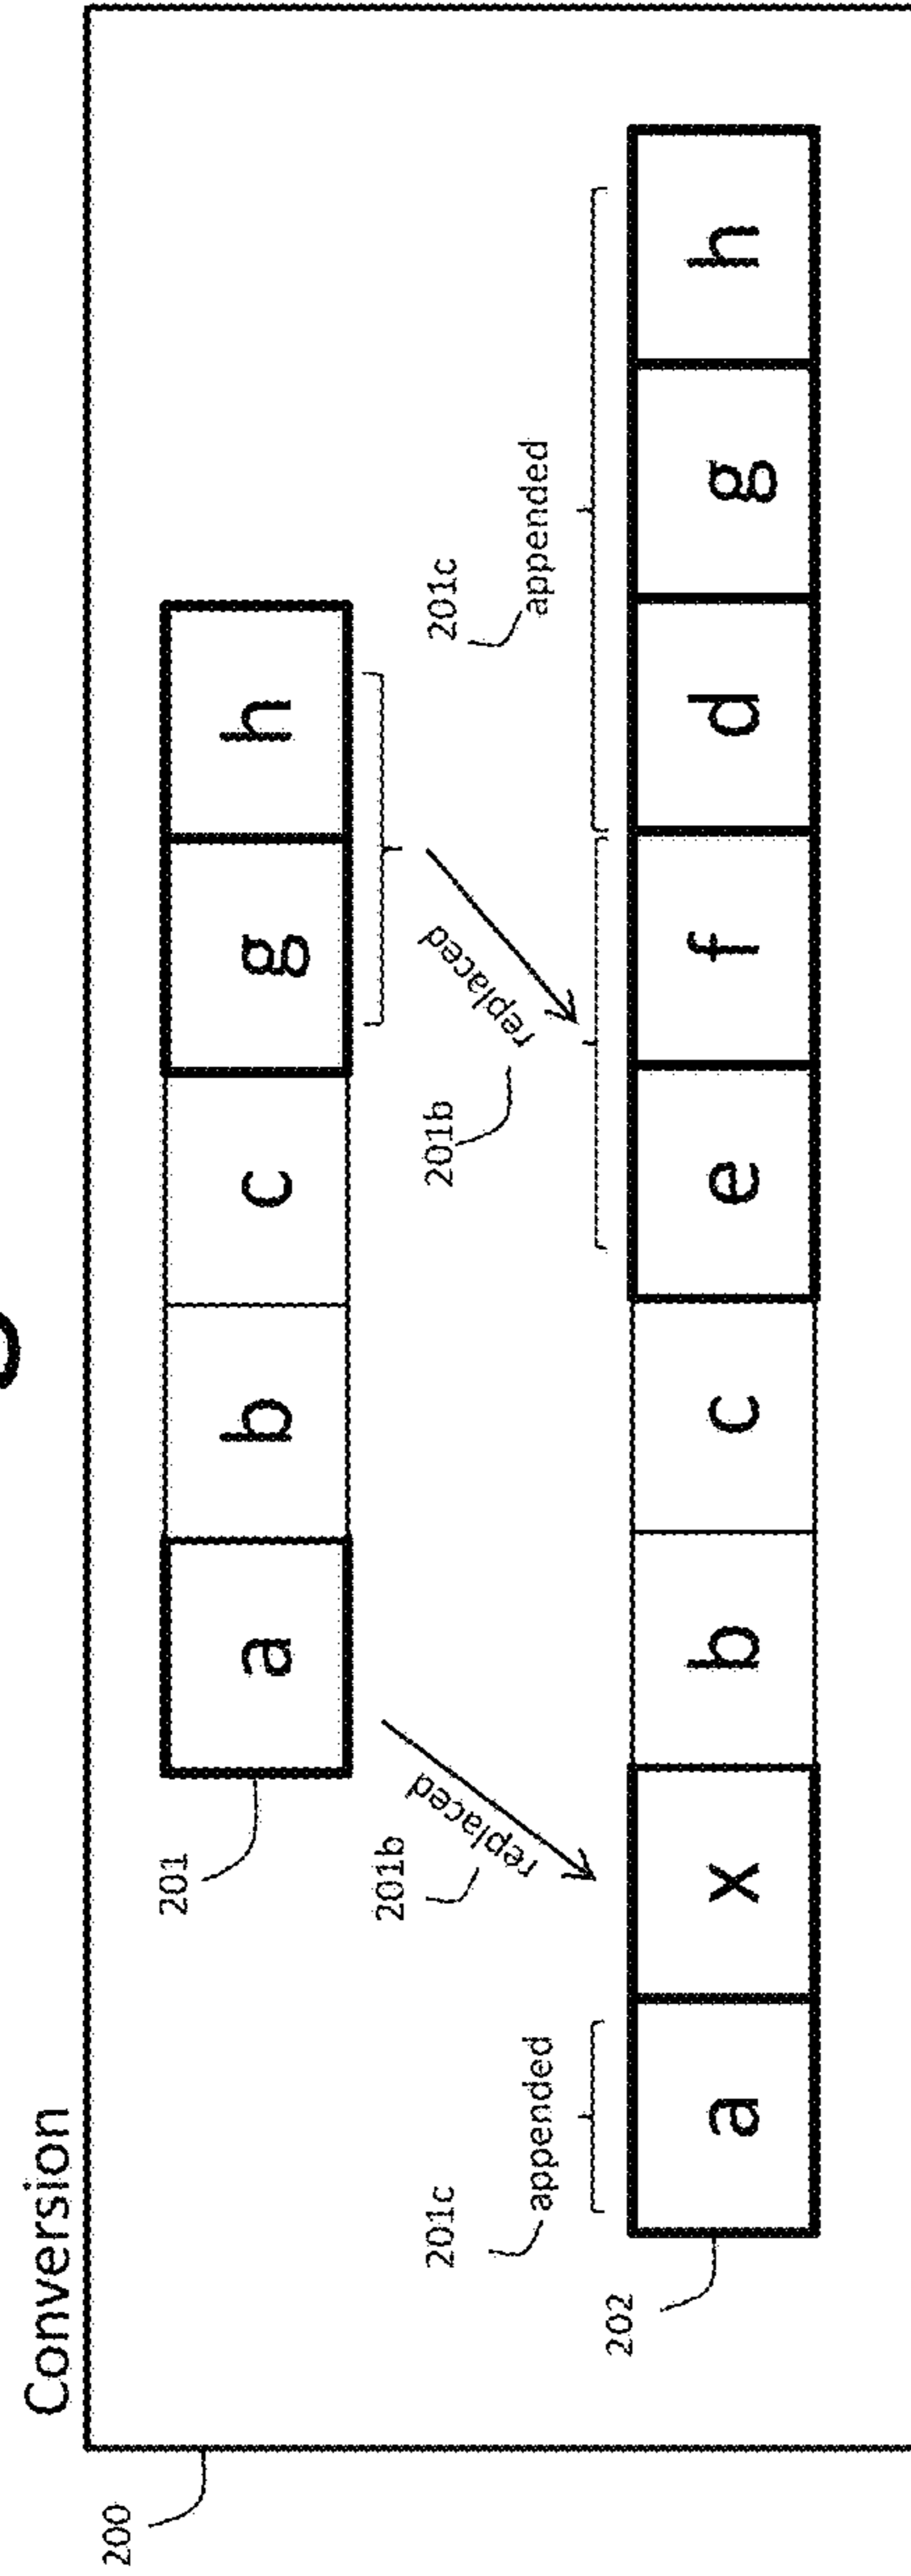 Conversion
200
201
a b c g h
201b
replaced
201b
replaced
201c
appended
201c
appended
202
a x b c e f d g h